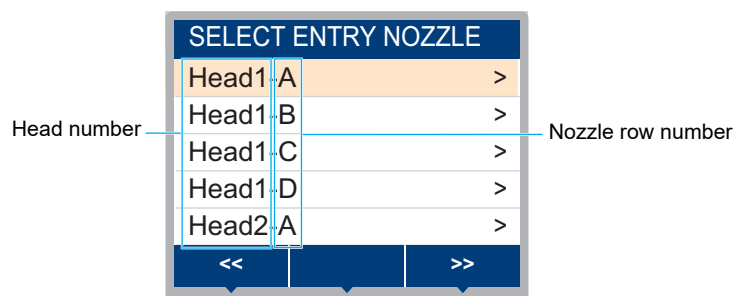 SELECT ENTRY NOZZLE
Head1-A >
Head1-B >
Head1-C >
Head1-D >
Head2-A >
<< >>
Head number
Nozzle row number